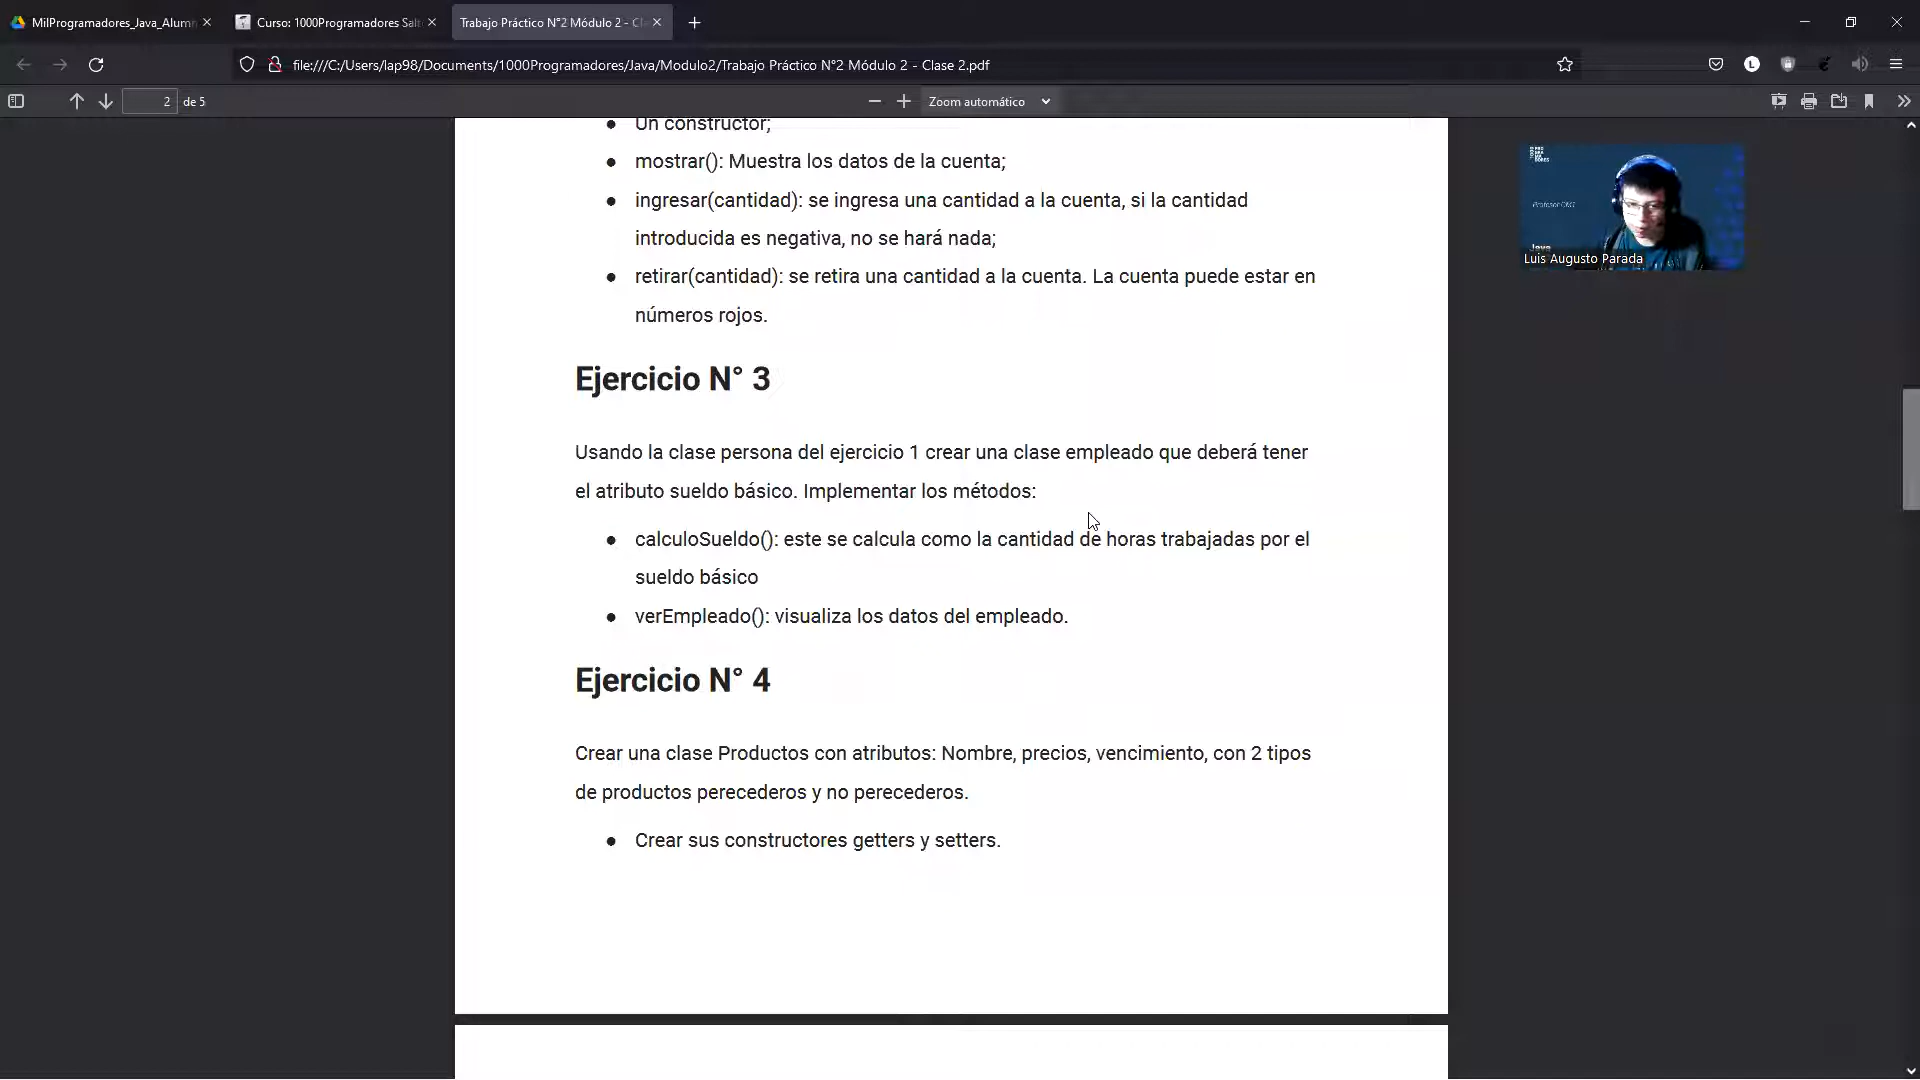 MilProgramadores_Java_Alum
Curso: 1000Programadores Salt
Trabajo Práctico N°2 Módulo 2 - Cl
file:///C:/Users/lap98/Documents/1000Programadores/Java/Modulo2/Trabajo Práctico N°2 Módulo 2 - Clase 2.pdf
2 de 5
Zoom automático
Un constructor;
mostrar(): Muestra los datos de la cuenta;
ingresar(cantidad): se ingresa una cantidad a la cuenta, si la cantidad
introducida es negativa, no se hará nada;
retirar(cantidad): se retira una cantidad a la cuenta. La cuenta puede estar en
números rojos.
Ejercicio N° 3
Usando la clase persona del ejercicio 1 crear una clase empleado que deberá tener
el atributo sueldo básico. Implementar los métodos:
calculoSueldo(): este se calcula como la cantidad de horas trabajadas por el
sueldo básico
verEmpleado(): visualiza los datos del empleado.
Ejercicio N° 4
Crear una clase Productos con atributos: Nombre, precios, vencimiento, con 2 tipos
de productos perecederos y no perecederos.
Crear sus constructores getters y setters.
Java
Luis Augusto Parada